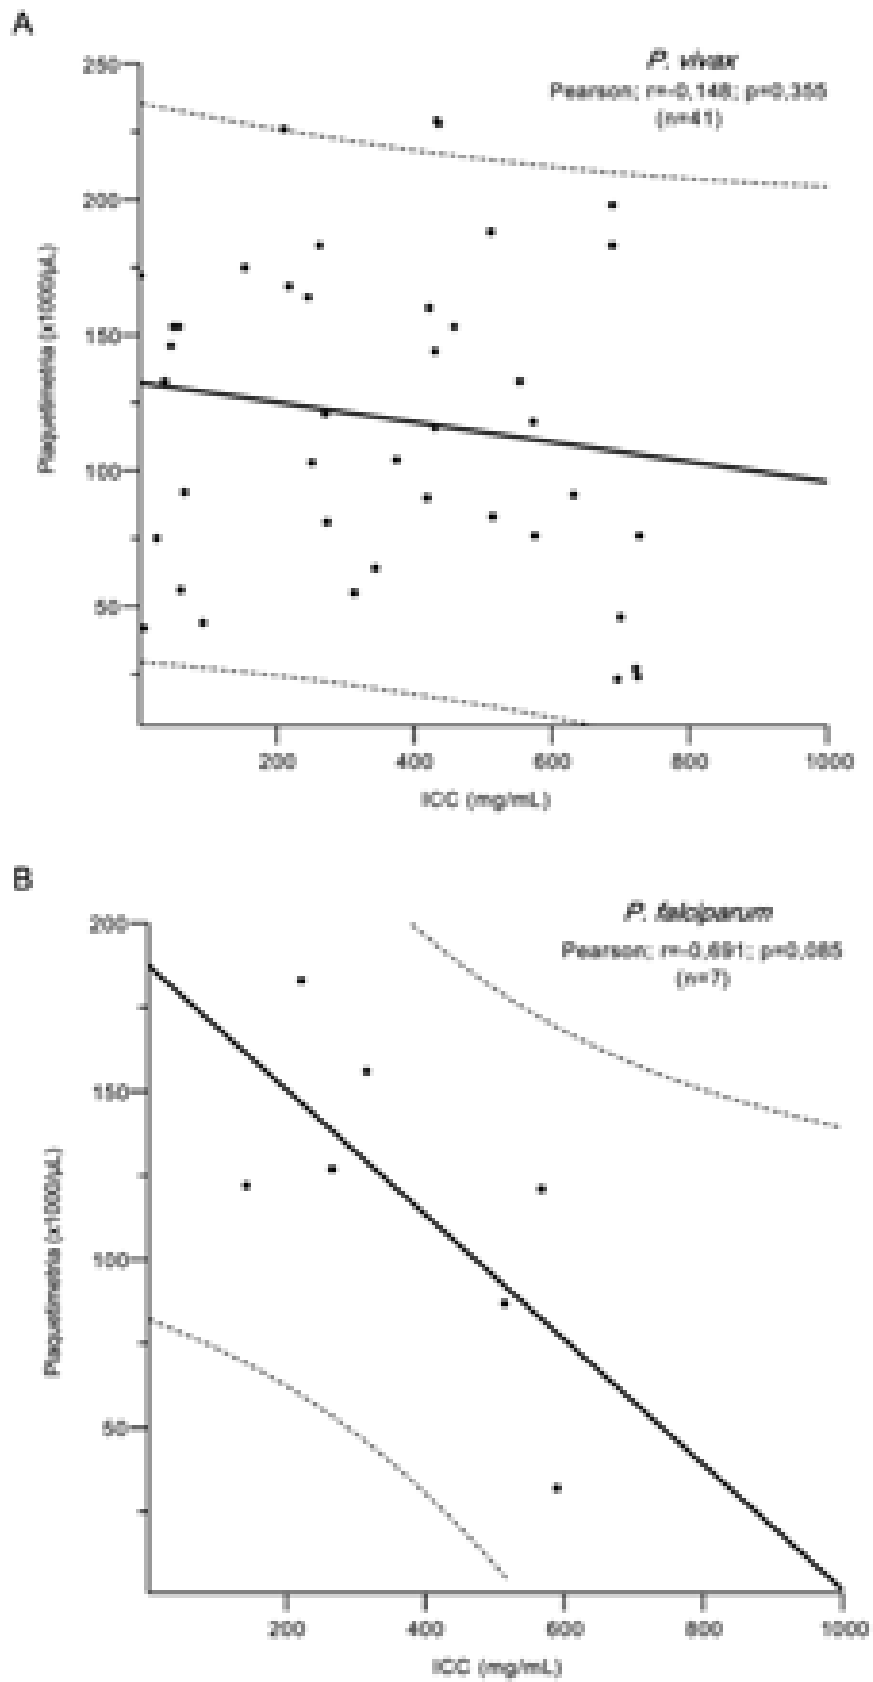 A
P. vivax
Pearson; r=-0,148; p=0,355
(n=41)
250
200
150
100
50
Plaquetimetria (x1000/µL)
200 400 600 800 1000
ICC (mg/mL)
B
P. falciparum
Pearson; r=-0,691; p=0,085
(n=7)
200
150
100
50
Plaquetimetria (x1000/µL)
200 400 600 800 1000
ICC (mg/mL)